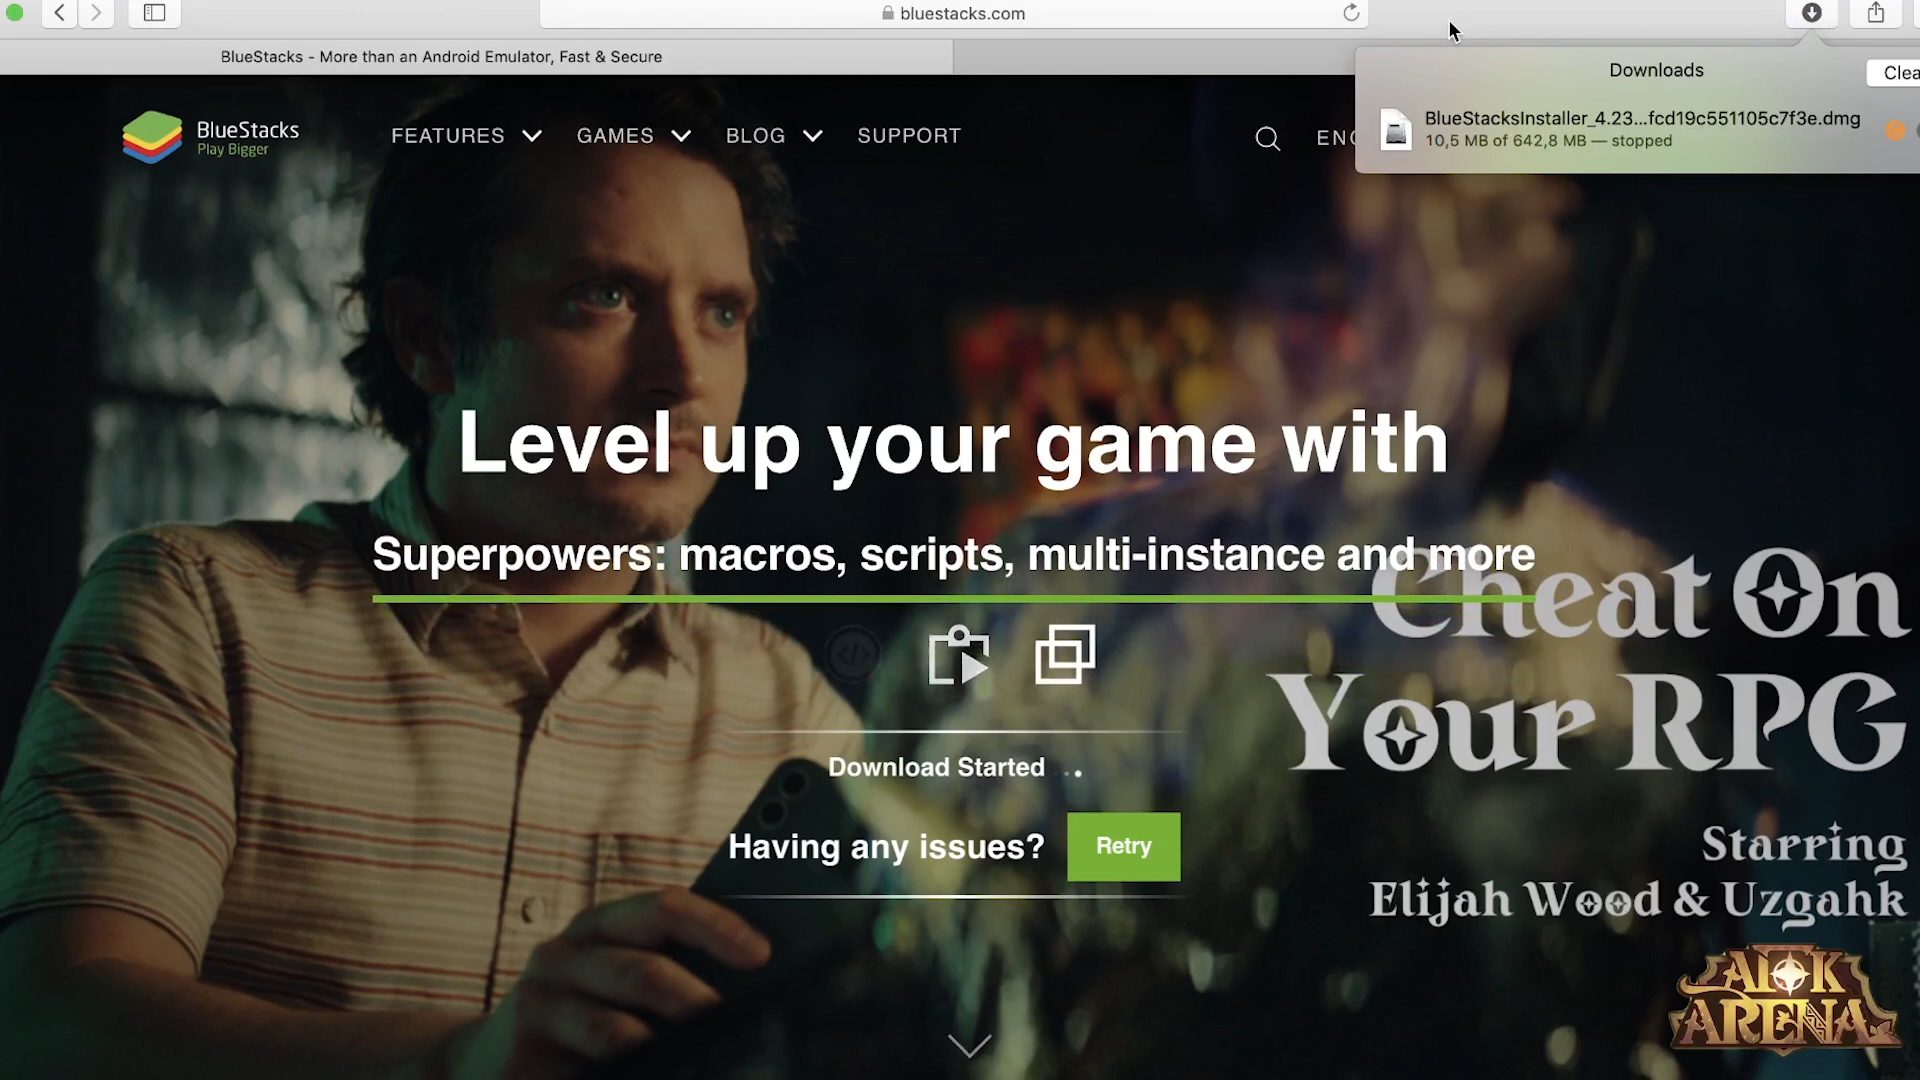 bluestacks.com
BlueStacks - More than an Android Emulator, Fast & Secure
Downloads
Clea
BlueStacksInstaller_4.23...fcd19c551105c7f3e.dmg
10,5 MB of 642,8 MB — stopped
BlueStacks
Play Bigger
FEATURES
GAMES
BLOG
SUPPORT
ENG
Level up your game with
Superpowers: macros, scripts, multi-instance and more
Cheat On
Your RPG
Download Started ..
Having any issues?
Retry
Starring
Elijah Wood & Uzgahk
AFK
ARENA